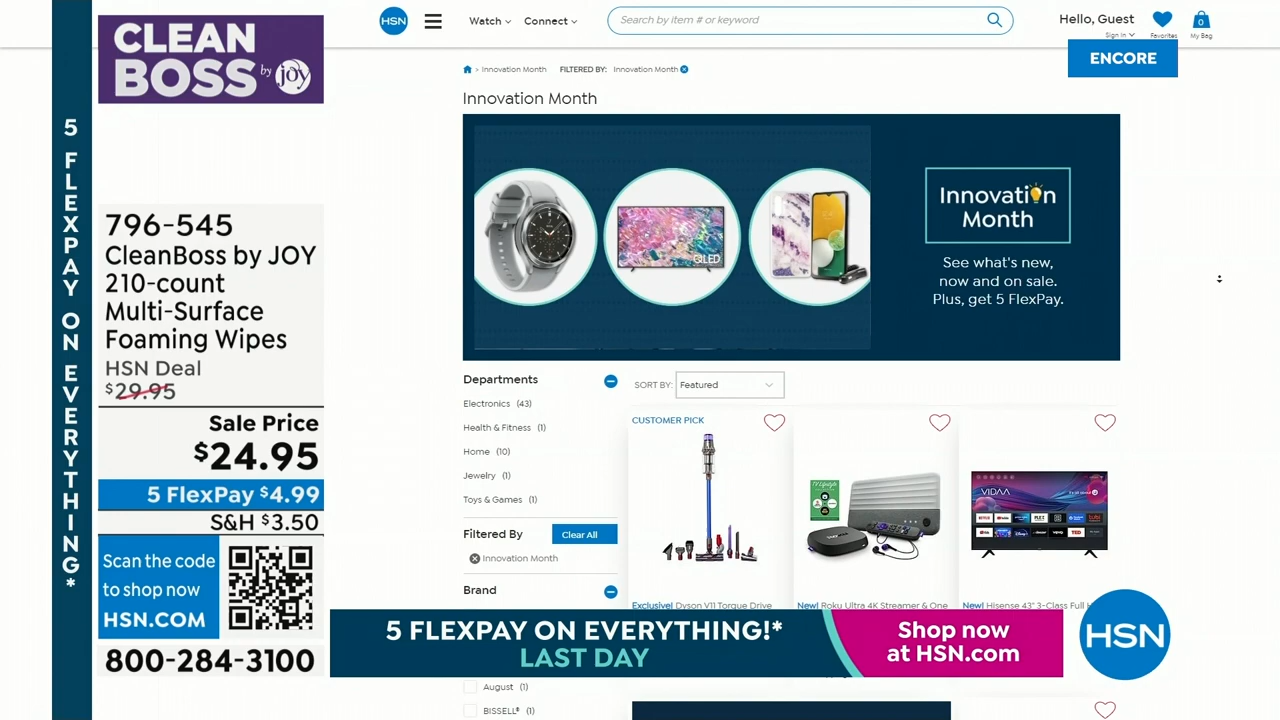 5 FLEXPAY ON EVERYTHING*
CLEAN
BOSS by joy
796-545
CleanBoss by JOY
210-count
Multi-Surface
Foaming Wipes
HSN Deal
$29.95
Sale Price
$24.95
5 FlexPay $4.99
S&H $3.50
Scan the code
to shop now
HSN.COM
800-284-3100
HSN
Watch
Connect
Search by item # or keyword
Hello, Guest
Sign In
Favorites
0
My Bag
ENCORE
> Innovation Month FILTERED BY: Innovation Month
Innovation Month
QLED
Innovation
Month
See what's new,
now and on sale.
Plus, get 5 FlexPay.
Departments
Electronics (43)
Health & Fitness (1)
Home (10)
Jewelry (1)
Toys & Games (1)
Filtered By
Clear All
Innovation Month
Brand
August (1)
BISSELL® (1)
SORT BY: Featured
CUSTOMER PICK
VIDAA
Exclusive! Dyson V11 Torque Drive
New! Roku Ultra 4K Streamer & One
New! Hisense 43" 3-Class Full
5 FLEXPAY ON EVERYTHING!*
LAST DAY
Shop now
at HSN.com
HSN